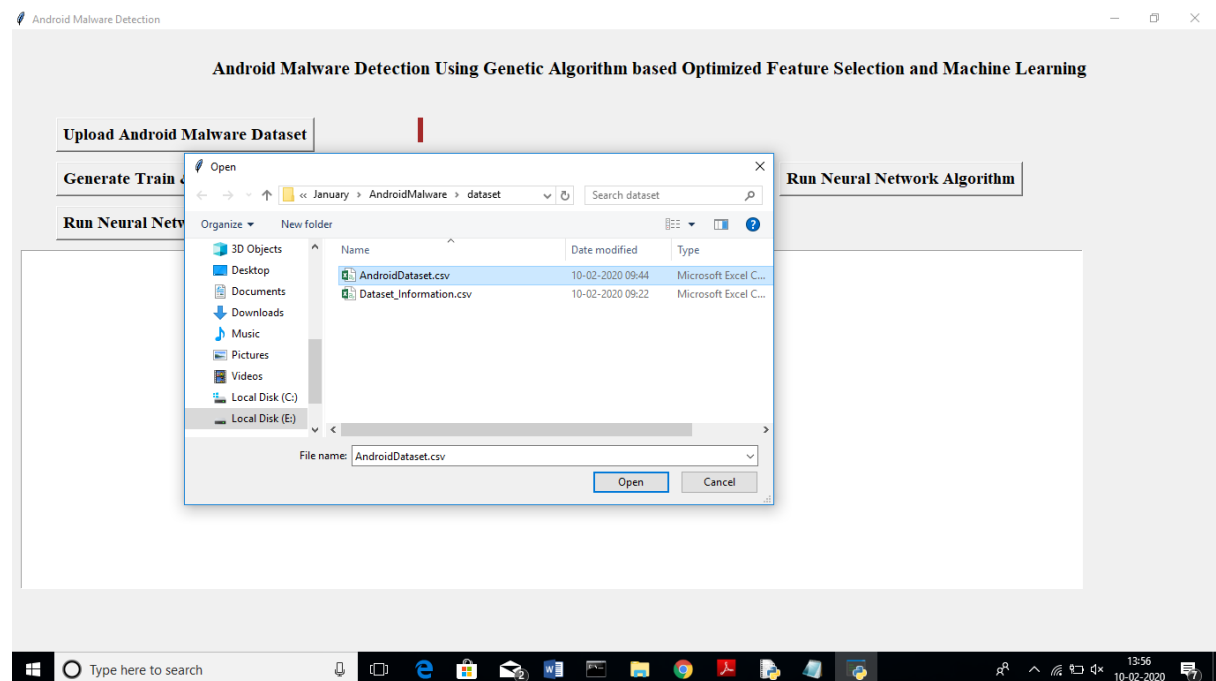 Android Malware Detection
Android Malware Detection Using Genetic Algorithm based Optimized Feature Selection and Machine Learning
Upload Android Malware Dataset
Generate Train
Run Neural Network Algorithm
Run Neural
Open
« January > AndroidMalware > dataset
Search dataset
Organize
New folder
3D Objects
Desktop
Documents
Downloads
Music
Pictures
Videos
Local Disk (C:)
Local Disk (E:)
Name Date modified Type
AndroidDataset.csv 10-02-2020 09:44 Microsoft Excel C...
Dataset_Information.csv 10-02-2020 09:22 Microsoft Excel C...
File name: AndroidDataset.csv
Open Cancel
Type here to search
13:56
10-02-2020